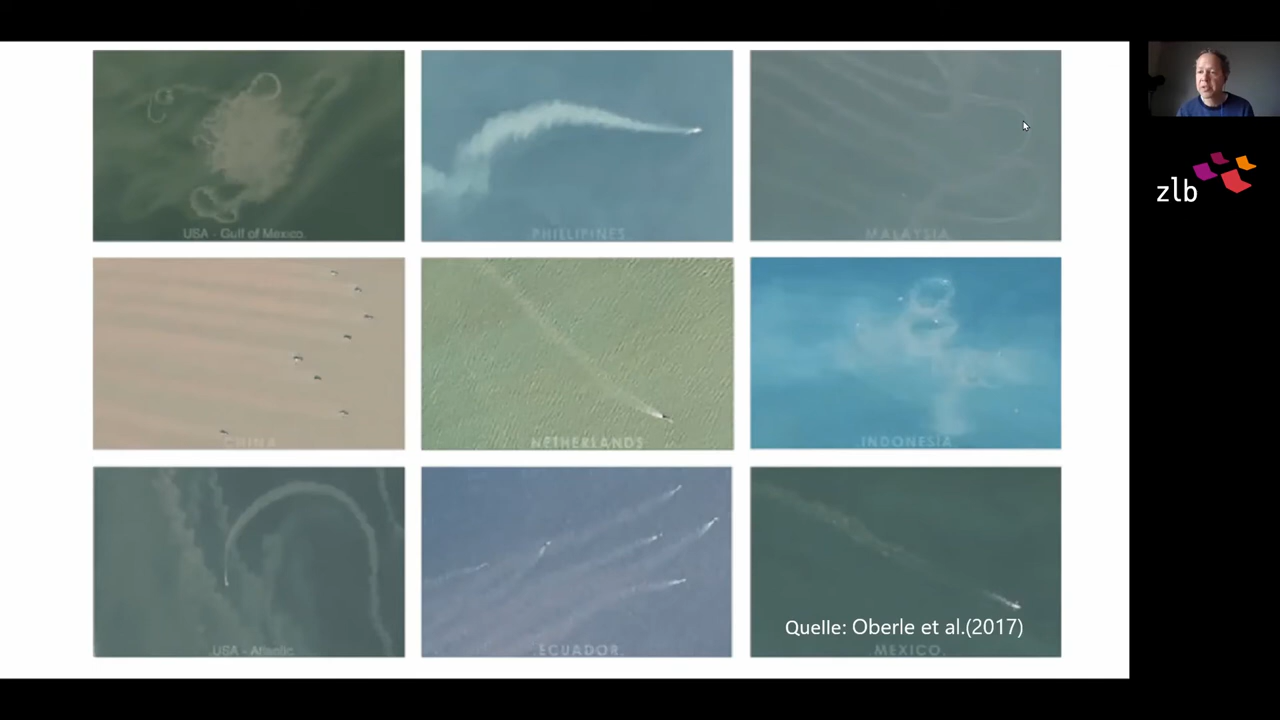 USA - Gulf of Mexico.
PHILLIPINES
MALAYSIA
zlb
CHINA
NETHERLANDS
INDONESIA
USA - Atlantic
ECUADOR
Quelle: Oberle et al.(2017)
MEXICO